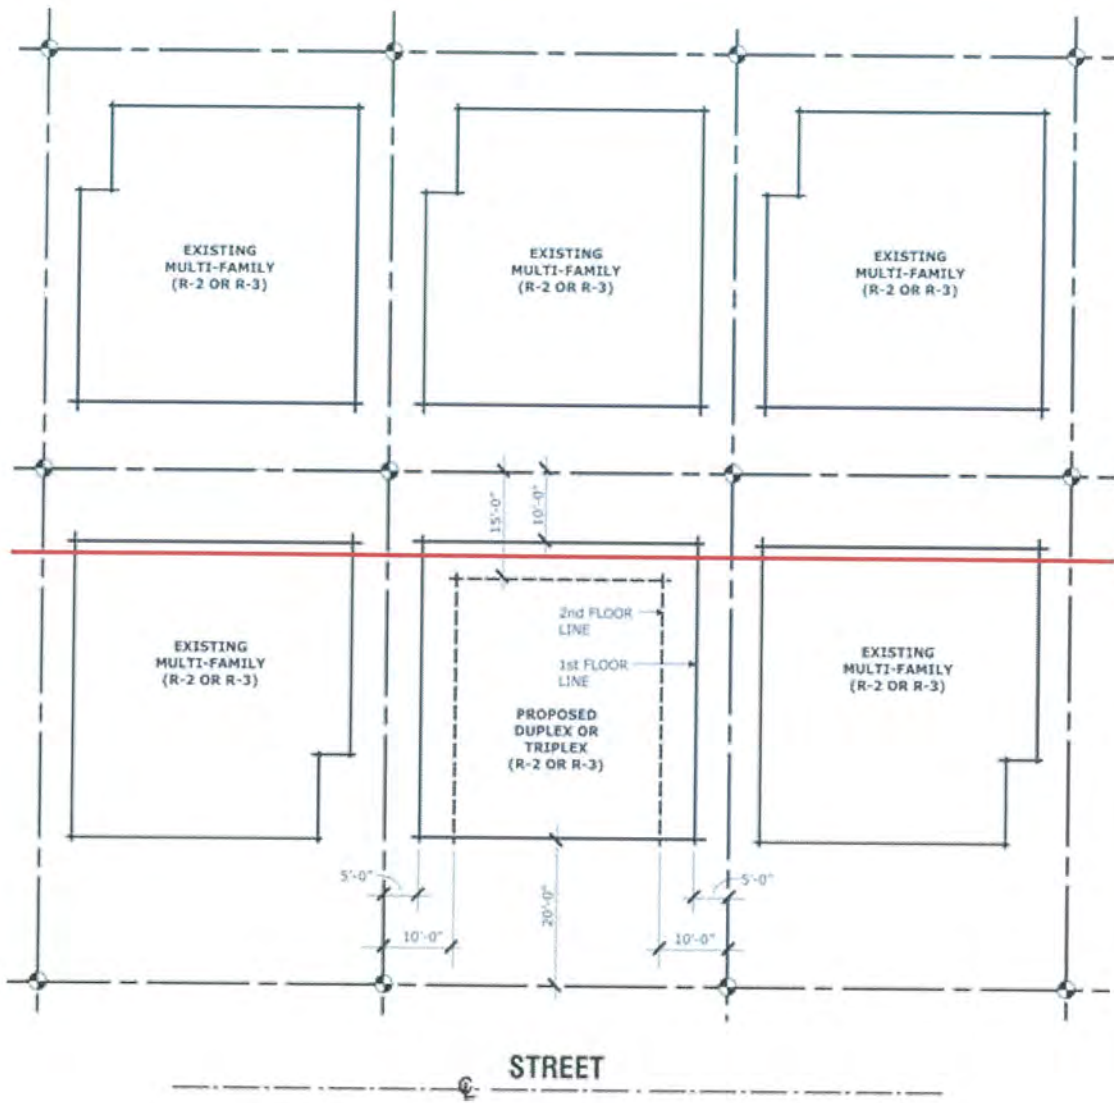 EXISTING
MULTI-FAMILY
(R-2 OR R-3)
EXISTING
MULTI-FAMILY
(R-2 OR R-3)
EXISTING
MULTI-FAMILY
(R-2 OR R-3)
15'-0"
10'-0"
EXISTING
MULTI-FAMILY
(R-2 OR R-3)
2nd FLOOR
LINE
1st FLOOR
LINE
PROPOSED
DUPLEX OR
TRIPLEX
(R-2 OR R-3)
EXISTING
MULTI-FAMILY
(R-2 OR R-3)
5'-0"
20'-0"
5'-0"
10'-0"
10'-0"
STREET
℄